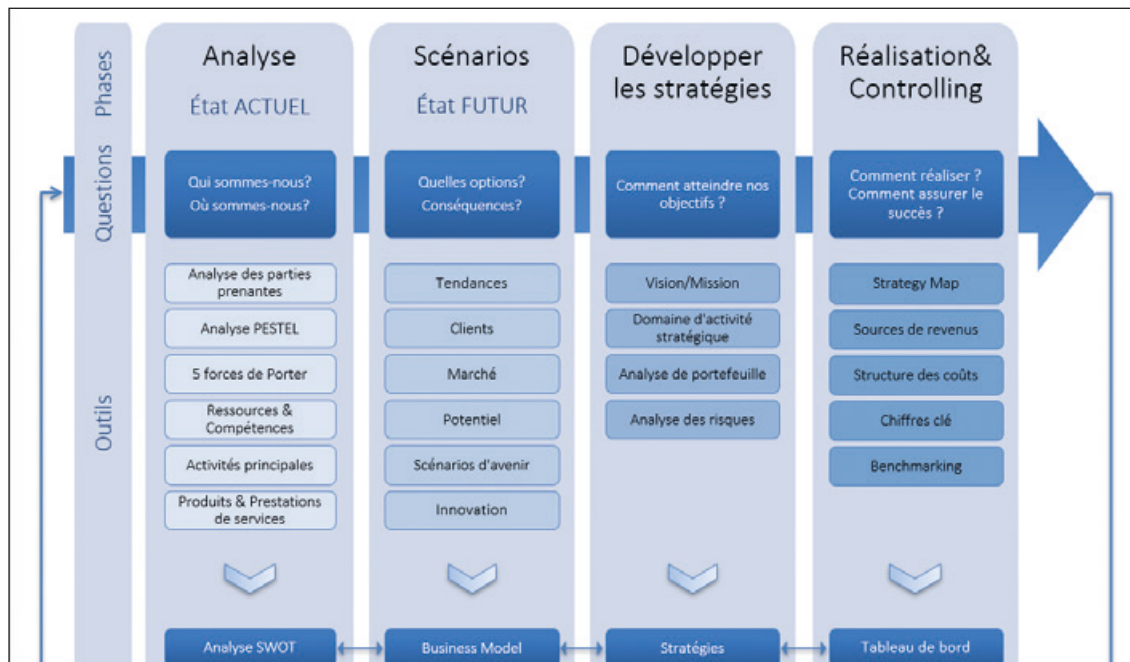 Phases
Analyse
État ACTUEL
Scénarios
État FUTUR
Développer
les stratégies
Réalisation&
Controlling
Questions
Qui sommes-nous?
Où sommes-nous?
Quelles options?
Conséquences?
Comment atteindre nos
objectifs ?
Comment réaliser ?
Comment assurer le
succès ?
Outils
Analyse des parties
prenantes
Analyse PESTEL
5 forces de Porter
Ressources &
Compétences
Activités principales
Produits & Prestations
de services
Tendances
Clients
Marché
Potentiel
Scénarios d'avenir
Innovation
Vision/Mission
Domaine d'activité
stratégique
Analyse de portefeuille
Analyse des risques
Strategy Map
Sources de revenus
Structure des coûts
Chiffres clé
Benchmarking
Analyse SWOT
Business Model
Stratégies
Tableau de bord